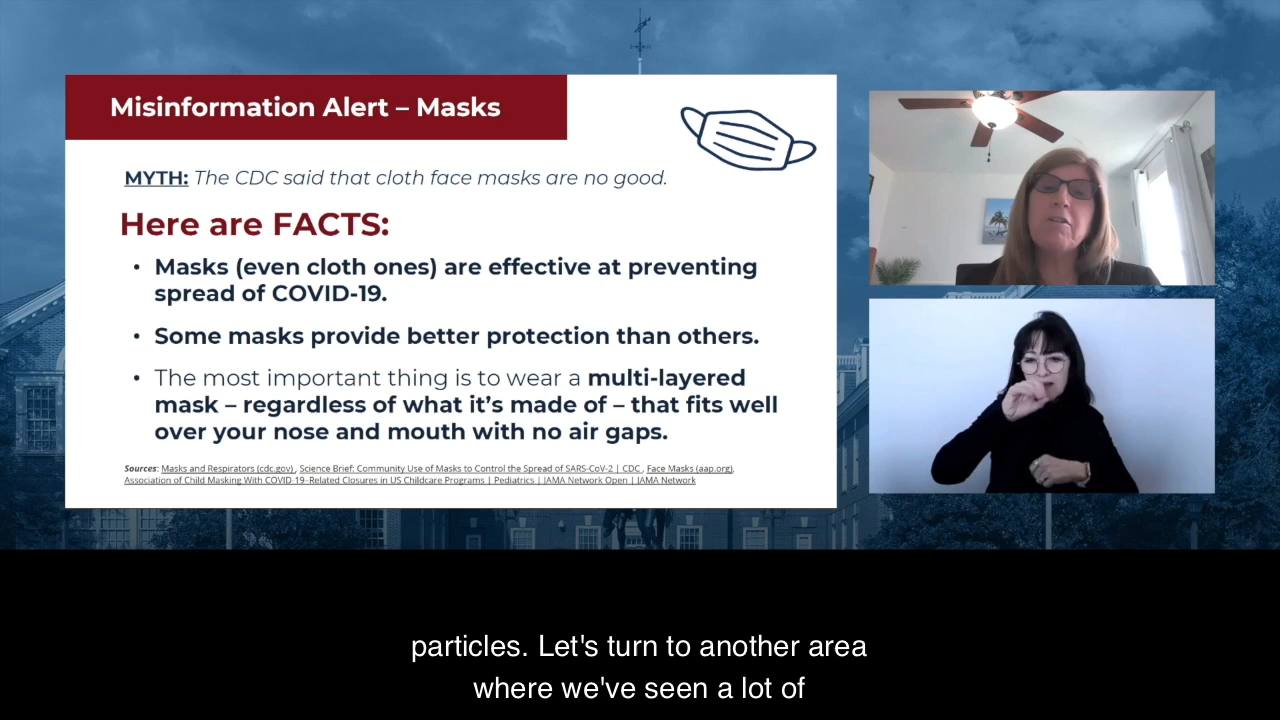 Misinformation Alert – Masks
MYTH: The CDC said that cloth face masks are no good.
Here are FACTS:
• Masks (even cloth ones) are effective at preventing
spread of COVID-19.
• Some masks provide better protection than others.
• The most important thing is to wear a multi-layered
mask – regardless of what it's made of – that fits well
over your nose and mouth with no air gaps.
Sources: Masks and Respirators (cdc.gov), Science Brief: Community Use of Masks to Control the Spread of SARS-CoV-2 | CDC , Face Masks (aap.org),
Association of Child Masking With COVID-19–Related Closures in US Childcare Programs | Pediatrics | JAMA Network Open | JAMA Network
particles. Let's turn to another area
where we've seen a lot of